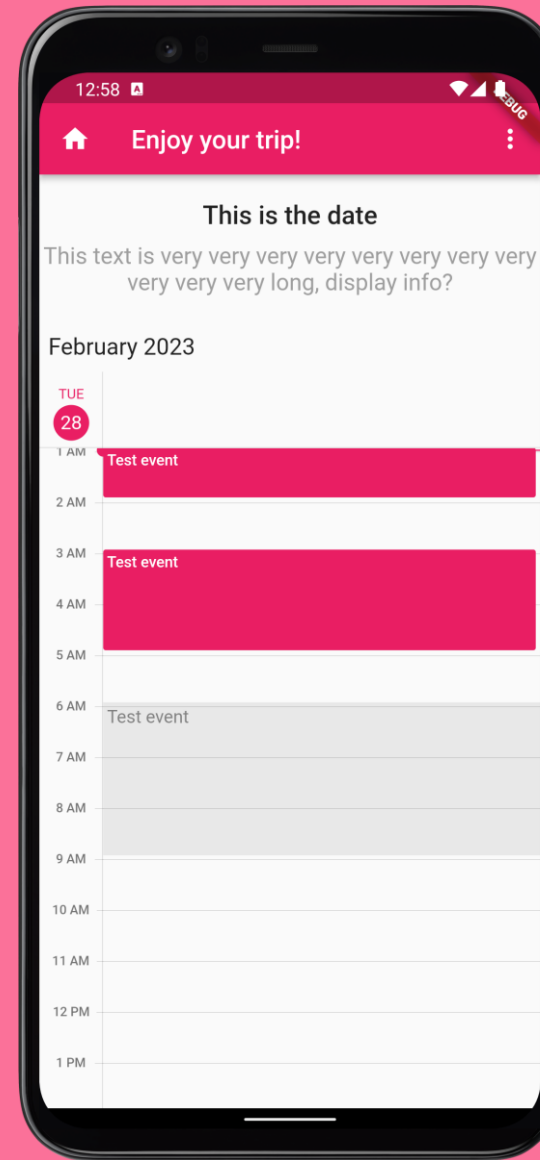 12:58 A
EBUG
Enjoy your trip!
This is the date
This text is very very very very very very very very
very very very long, display info?
February 2023
TUE
28
1 AM
Test event
2 AM
3 AM
Test event
4 AM
5 AM
6 AM
Test event
7 AM
8 AM
9 AM
10 AM
11 AM
12 PM
1 PM